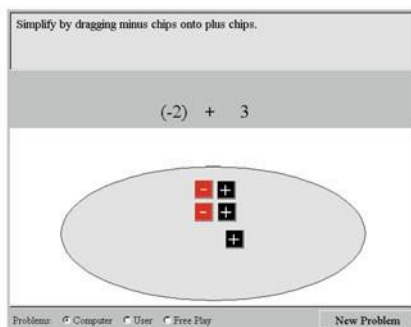 Simplify by dragging minus chips onto plus chips.
(-2) + 3
- +
- +
+
Problems: Computer User Free Play New Problem